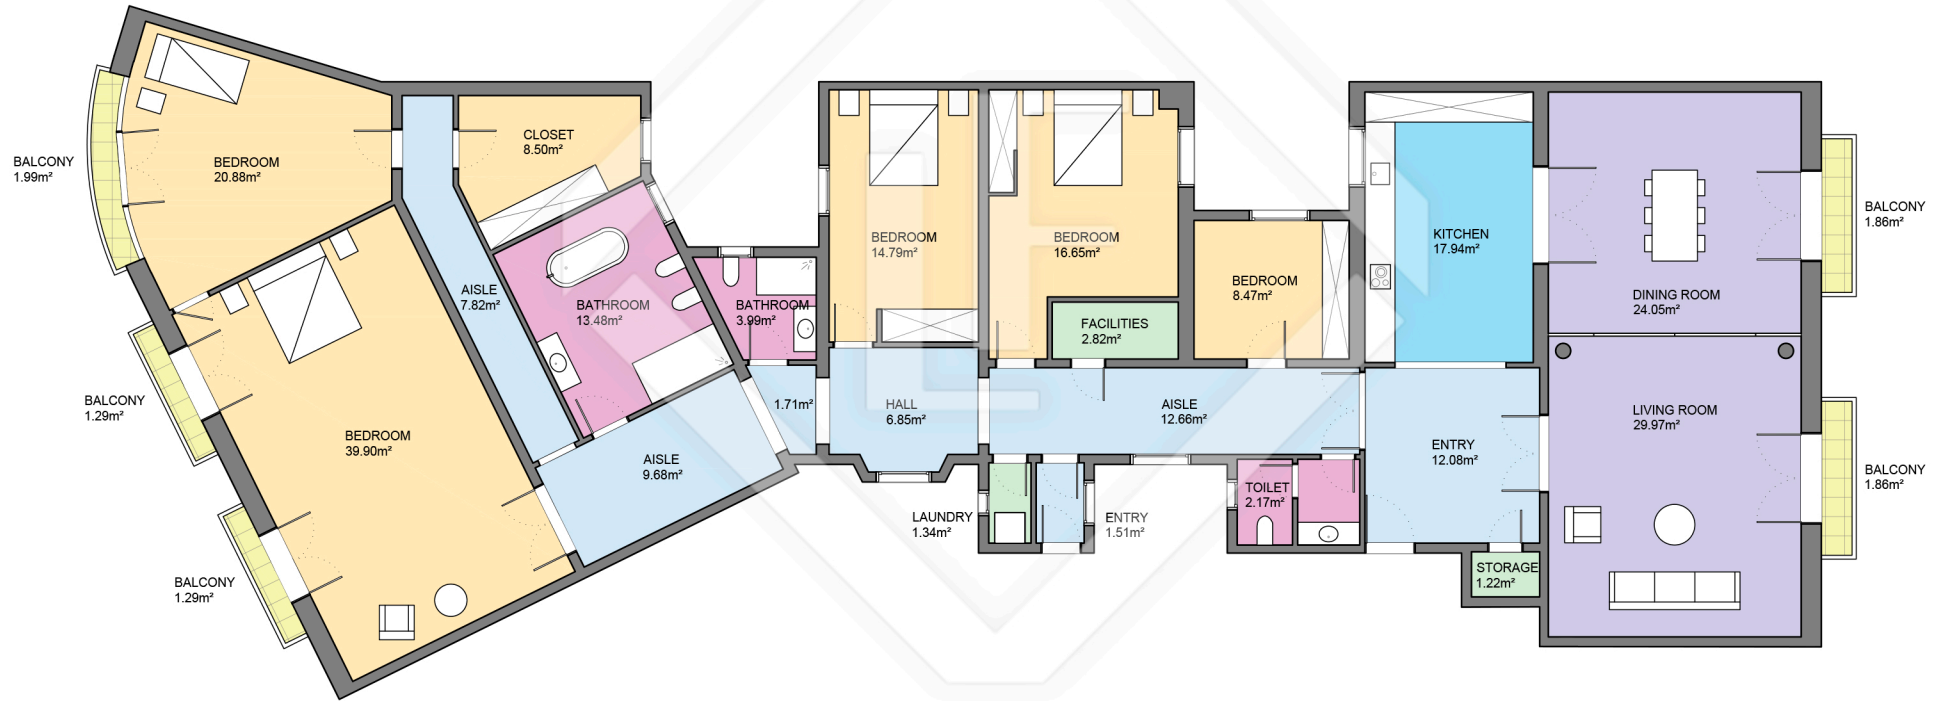 BALCONY
1.99m²
BEDROOM
20.88m²
CLOSET
8.50m²
BALCONY
1.29m²
BALCONY
1.29m²
BEDROOM
39.90m²
AISLE
7.82m²
BATHROOM
13.48m²
BATHROOM
3.99m²
AISLE
9.68m²
1.71m²
BEDROOM
14.79m²
HALL
6.85m²
BEDROOM
16.65m²
FACILITIES
2.82m²
BEDROOM
8.47m²
AISLE
12.66m²
LAUNDRY
1.34m²
ENTRY
1.51m²
TOILET
2.17m²
KITCHEN
17.94m²
ENTRY
12.08m²
STORAGE
1.22m²
DINING ROOM
24.05m²
LIVING ROOM
29.97m²
BALCONY
1.86m²
BALCONY
1.86m²